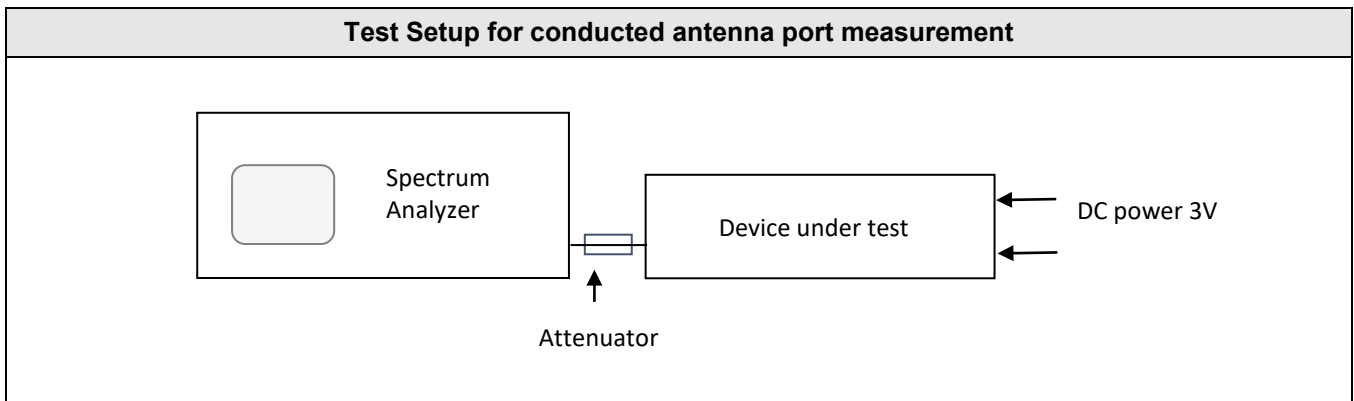 Test Setup for conducted antenna port measurement
Spectrum
Analyzer
Device under test
DC power 3V
Attenuator